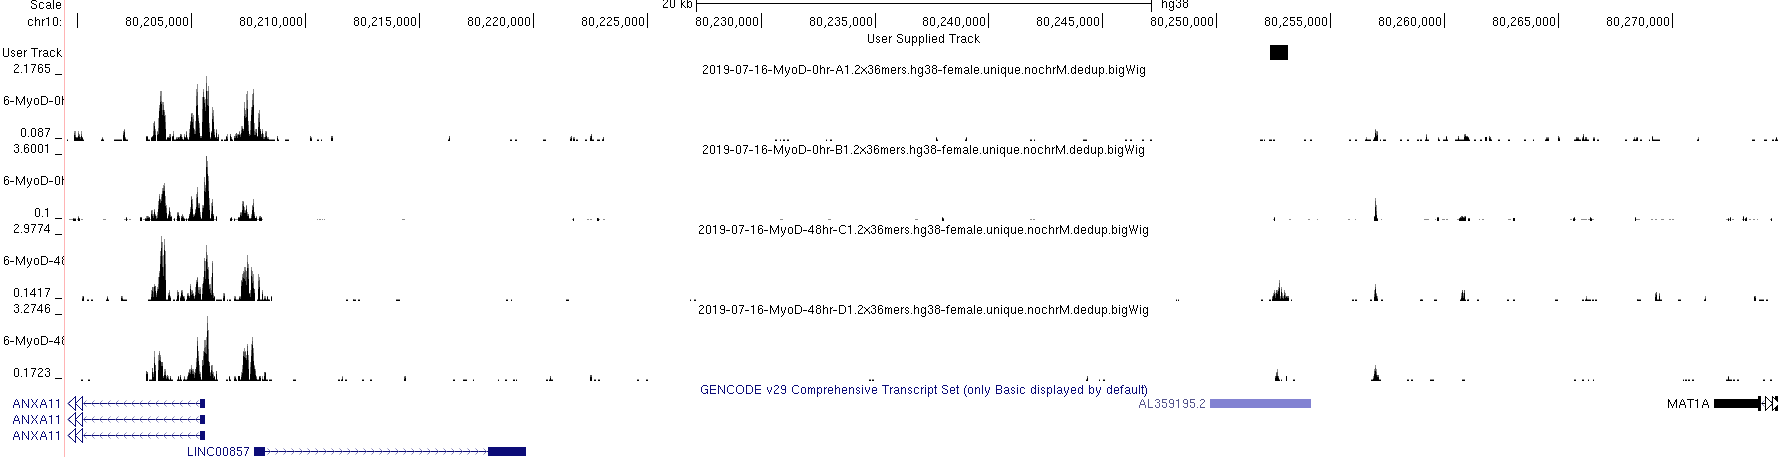 Scale 20 kb hg38
chr10: 80,205,000 80,210,000 80,215,000 80,220,000 80,225,000 80,230,000 80,235,000 80,240,000 80,245,000 80,250,000 80,255,000 80,260,000 80,265,000 80,270,000
User Supplied Track
User Track
2.1765 _ 2019-07-16-MyoD-0hr-A1.2x36mers.hg38-female.unique.nochrM.dedup.bigWig
6-MyoD-0h
0.087 _
3.6001 _ 2019-07-16-MyoD-0hr-B1.2x36mers.hg38-female.unique.nochrM.dedup.bigWig
6-MyoD-0h
0.1 _
2.9774 _ 2019-07-16-MyoD-48hr-C1.2x36mers.hg38-female.unique.nochrM.dedup.bigWig
6-MyoD-48
0.1417 _
3.2746 _ 2019-07-16-MyoD-48hr-D1.2x36mers.hg38-female.unique.nochrM.dedup.bigWig
6-MyoD-48
0.1723 _
GENCODE v29 Comprehensive Transcript Set (only Basic displayed by default)
ANXA11 AL359195.2 MAT1A
ANXA11
ANXA11
LINC00857